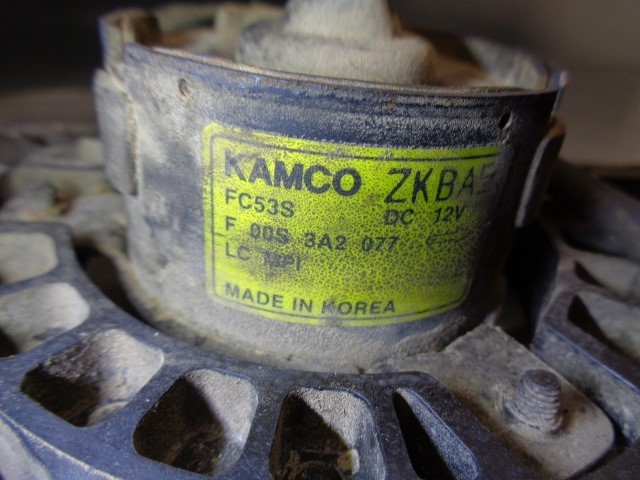 KAMCO ZKBA
FC53S DC 12V
F 00S 3A2 077
LC MPI
MADE IN KOREA